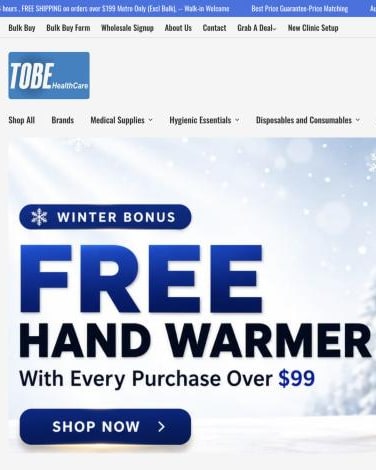 hours , FREE SHIPPING on orders over $199 Metro Only (Excl Bulk), -- Walk-in Welcome Best Price Guarantee-Price Matching
Bulk Buy Bulk Buy Form Wholesale Signup About Us Contact Grab A Deal New Clinic Setup
TOBE HealthCare
Shop All Brands Medical Supplies Hygienic Essentials Disposables and Consumables
WINTER BONUS
FREE
HAND WARMER
With Every Purchase Over $99
SHOP NOW